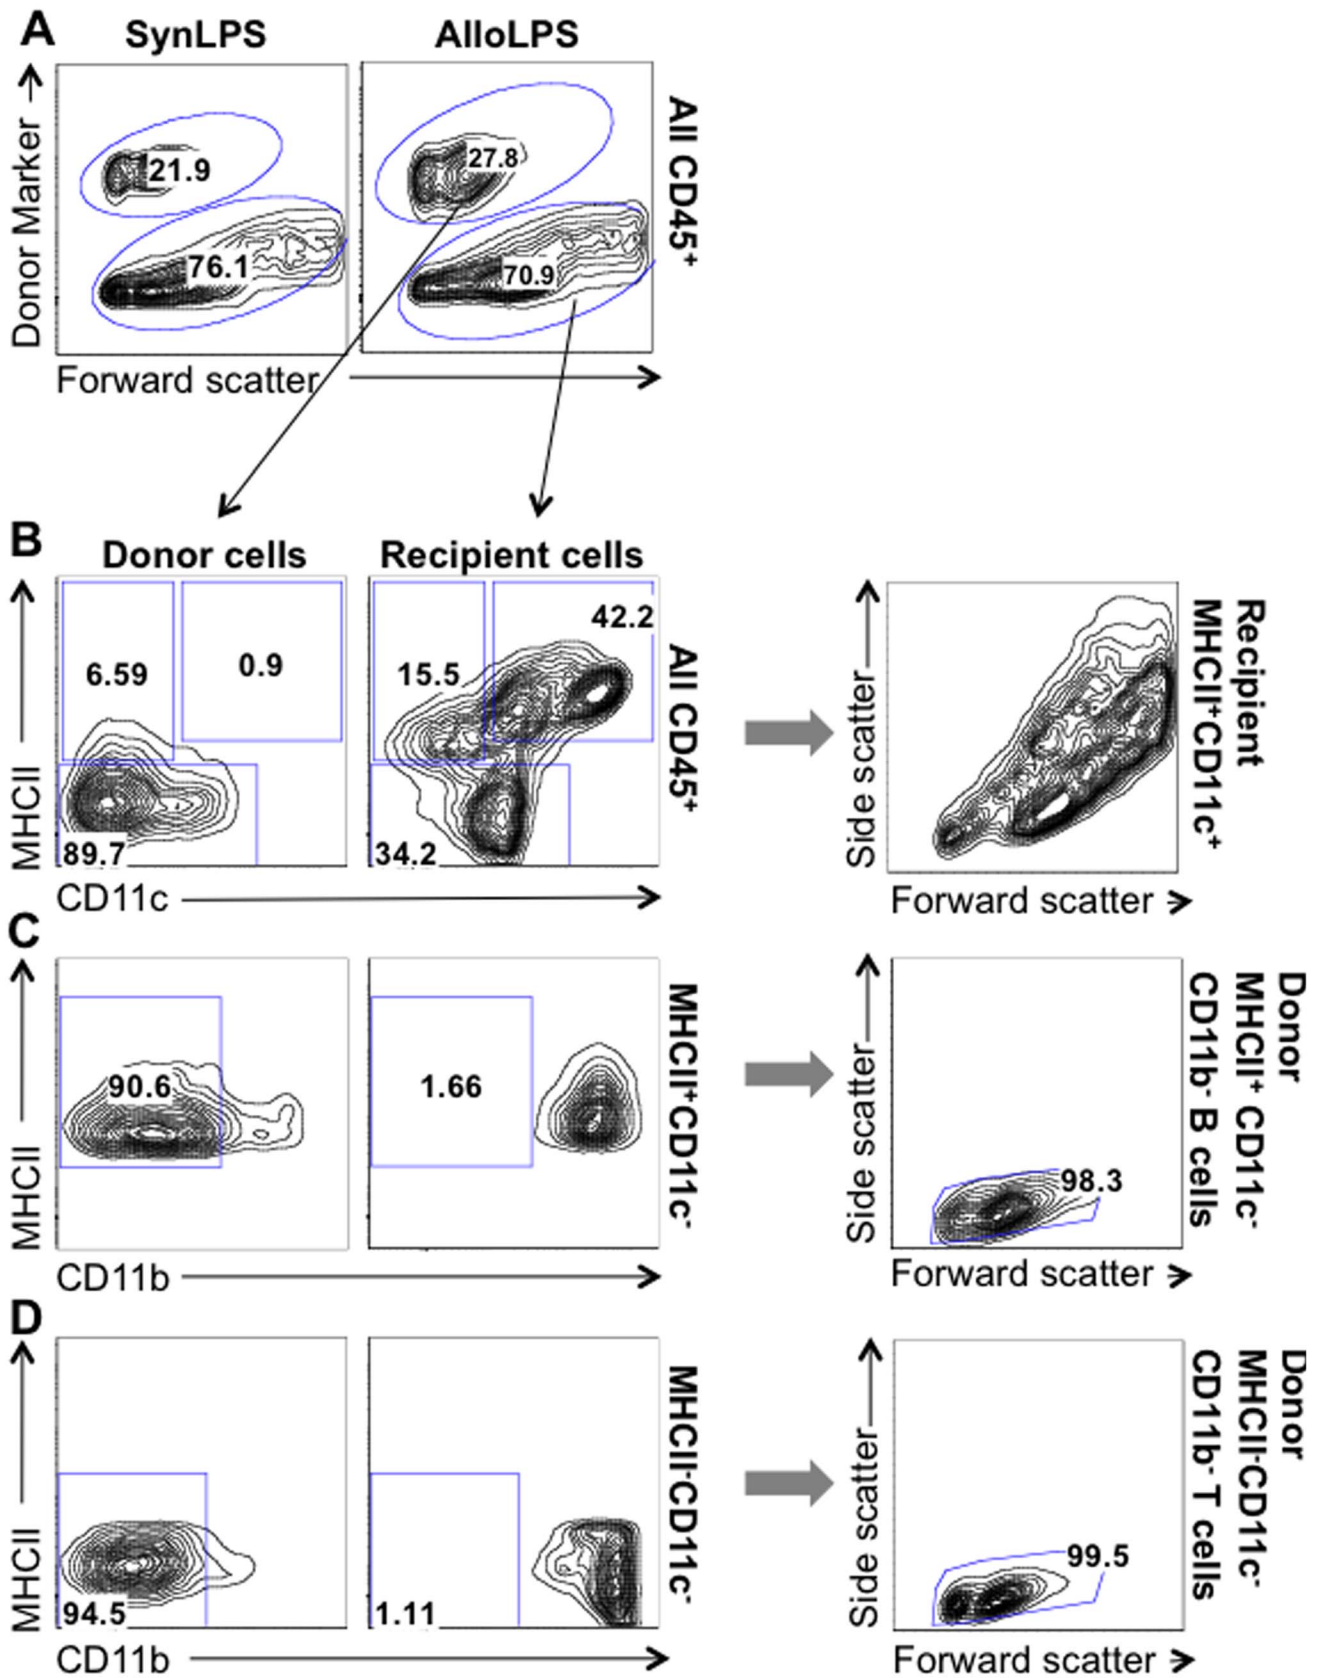 A
SynLPS
AlloLPS
Donor Marker
21.9
76.1
27.8
70.9
All CD45+
Forward scatter
B
Donor cells
Recipient cells
MHCII
6.59
0.9
89.7
15.5
42.2
34.2
All CD45+
CD11c
Side scatter
Forward scatter
Recipient
MHCII+CD11c+
C
MHCII
90.6
1.66
MHCII+CD11c-
CD11b
Side scatter
98.3
Forward scatter
Donor
MHCII+ CD11c-
CD11b- B cells
D
MHCII
94.5
1.11
MHCII-CD11c-
CD11b
Side scatter
99.5
Forward scatter
Donor
MHCII-CD11c-
CD11b- T cells